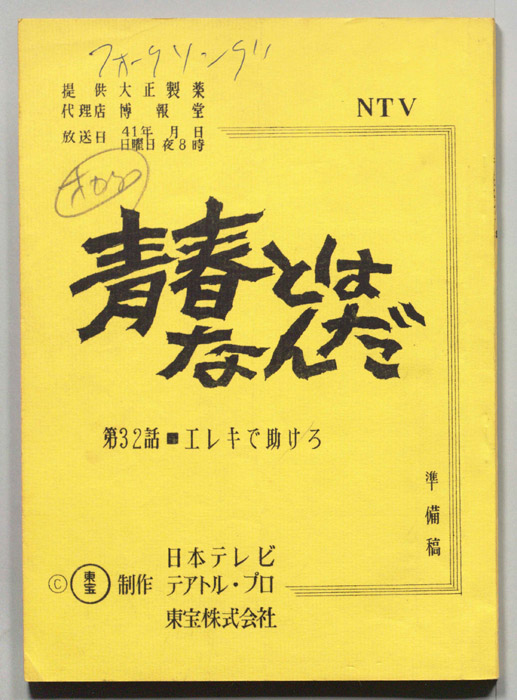 フォークソングリ
提供 大正製薬
代理店 博報堂
放送日 41年 月 日
日曜日 夜8時
NTV
青春とは
なんだ
第32話■エレキで助けろ
準備稿
日本テレビ
©東宝 制作 テアトル・プロ
東宝株式会社